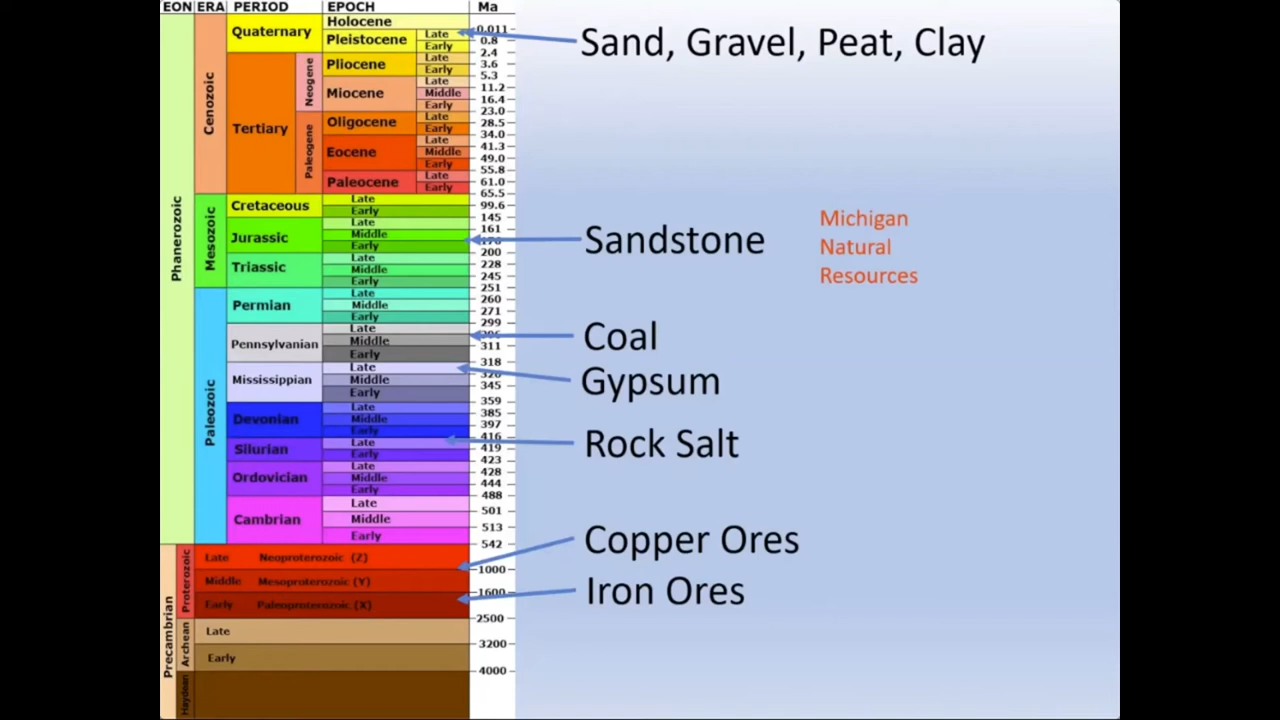 EON ERA PERIOD EPOCH Ma
Phanerozoic
Cenozoic
Quaternary
Holocene
Pleistocene
Late
Early
0.011
0.8
2.4
Sand, Gravel, Peat, Clay
Tertiary
Neogene
Pliocene
Late
Early
3.6
5.3
Miocene
Late
Middle
Early
11.2
16.4
23.0
Paleogene
Oligocene
Late
Early
28.5
34.0
Eocene
Late
Middle
Early
41.3
49.0
55.8
Paleocene
Late
Early
61.0
65.5
Mesozoic
Cretaceous
Late
Early
99.6
145
Jurassic
Late
Middle
Early
161
200
Sandstone
Michigan
Natural
Resources
Triassic
Late
Middle
Early
228
245
251
Paleozoic
Permian
Late
Middle
Early
260
271
299
Pennsylvanian
Late
Middle
Early
311
318
Coal
Mississippian
Late
Middle
Early
345
359
Gypsum
Devonian
Late
Middle
Early
385
397
416
Silurian
Late
Early
419
423
Rock Salt
Ordovician
Late
Middle
Early
428
444
488
Cambrian
Late
Middle
Early
501
513
542
Precambrian
Proterozoic
Late Neoproterozoic (Z)
1000
Copper Ores
Middle Mesoproterozoic (Y)
1600
Iron Ores
Early Paleoproterozoic (X)
2500
Archean
Late
3200
Early
4000
Haydean